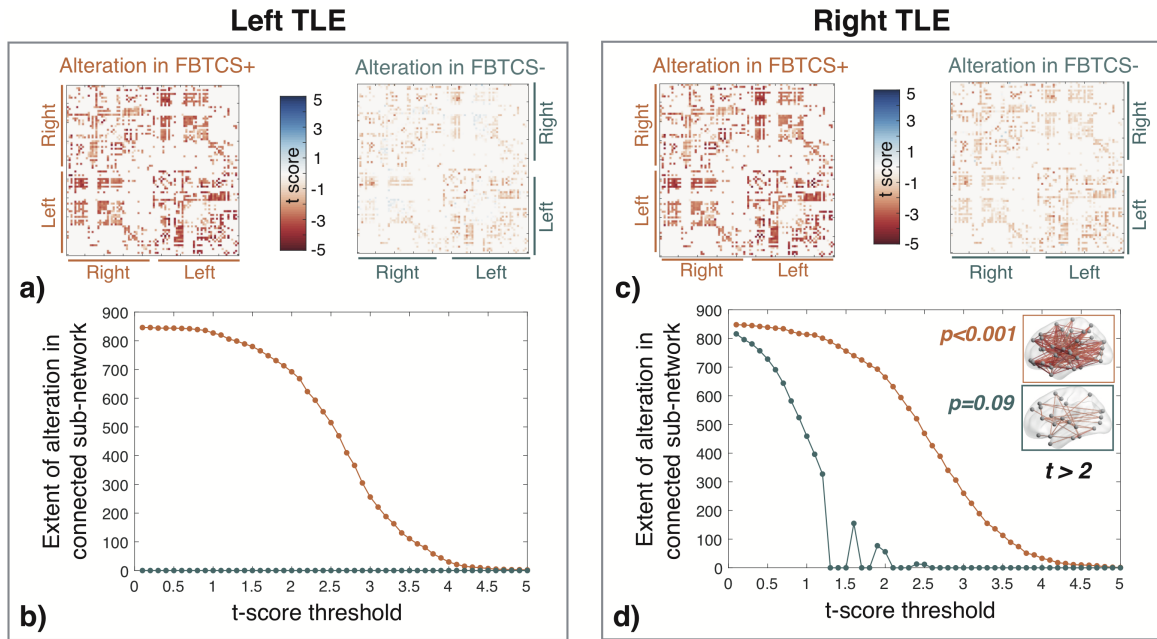 Left TLE
Right TLE
Alteration in FBTCS+
Alteration in FBTCS-
Right
Left
5
3
1
-1
-3
-5
t score
Right
Left
Right
Left
Right
Left
a)
Alteration in FBTCS+
Alteration in FBTCS-
Right
Left
5
3
1
-1
-3
-5
t score
Right
Left
Right
Left
Right
Left
c)
Extent of alteration in
connected sub-network
900
800
700
600
500
400
300
200
100
0
0 0.5 1 1.5 2 2.5 3 3.5 4 4.5 5
t-score threshold
b)
Extent of alteration in
connected sub-network
900
800
700
600
500
400
300
200
100
0
p<0.001
p=0.09
t > 2
0 0.5 1 1.5 2 2.5 3 3.5 4 4.5 5
t-score threshold
d)